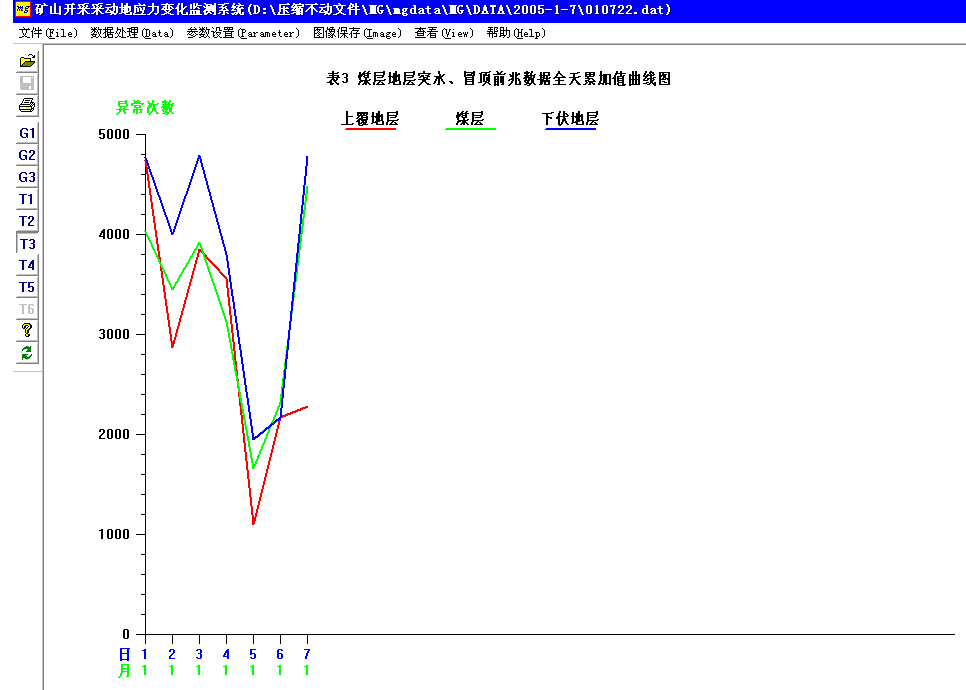 mg 矿山开采采动地应力变化监测系统(D:\压缩不动文件\MG\mgdata\MG\DATA\2005-1-7\010722.dat)
文件(File) 数据处理(Data) 参数设置(Parameter) 图像保存(Image) 查看(View) 帮助(Help)
表3 煤层地层突水、冒顶前兆数据全天累加值曲线图
异常次数
上覆地层 煤层 下伏地层
G1
G2
G3
T1
T2
T3
T4
T5
T6
?
5000
4000
3000
2000
1000
0
日 1 2 3 4 5 6 7
月 1 1 1 1 1 1 1